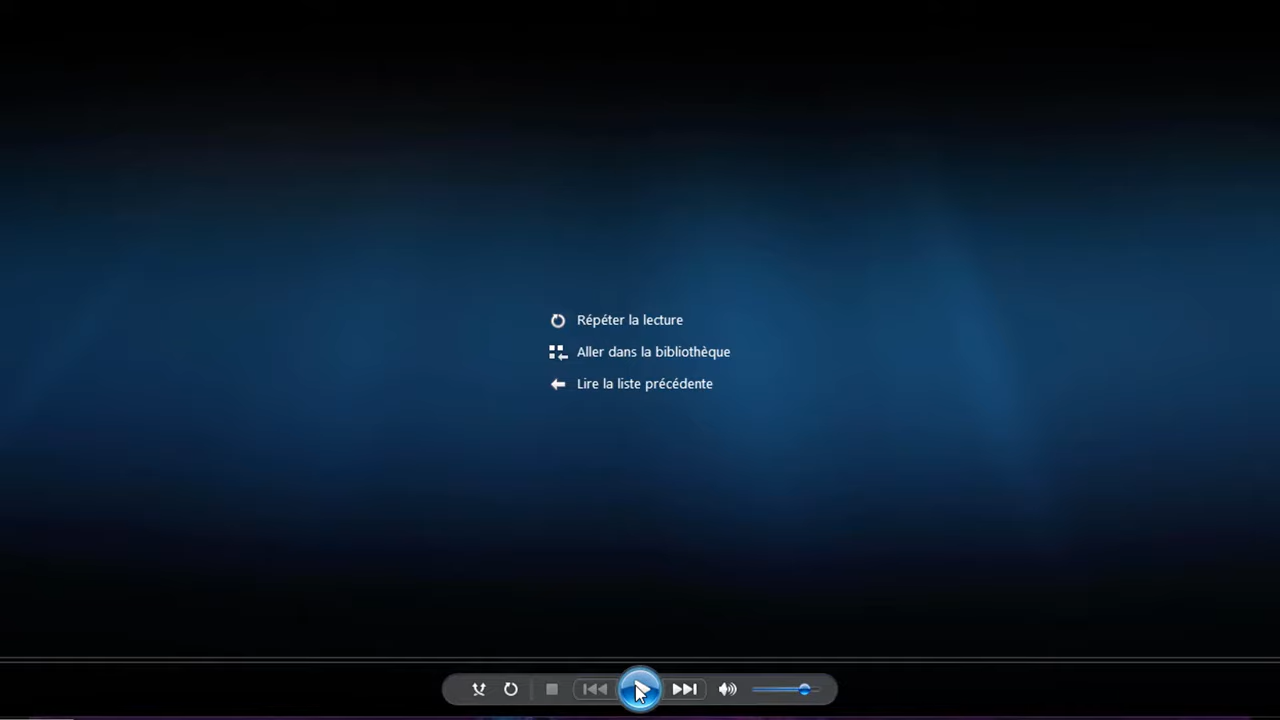 Répéter la lecture
Aller dans la bibliothèque
Lire la liste précédente